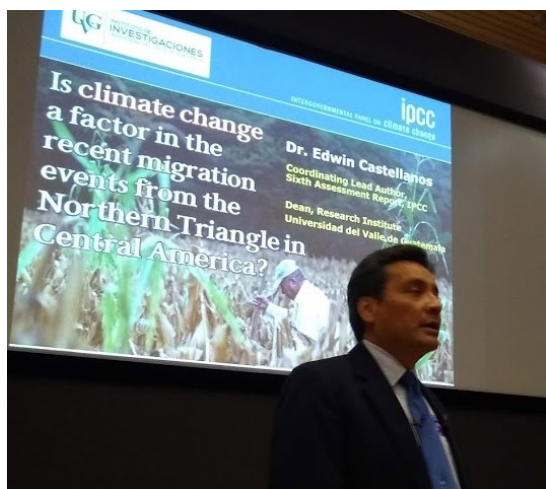 UVG
INSTITUTO DE
INVESTIGACIONES
INTERGOVERNMENTAL PANEL ON climate change
ipcc
Is climate change
a factor in the
recent migration
events from the
Northern Triangle in
Central America?
Dr. Edwin Castellanos
Coordinating Lead Author,
Sixth Assessment Report, IPCC
Dean, Research Institute
Universidad del Valle de Guatemala